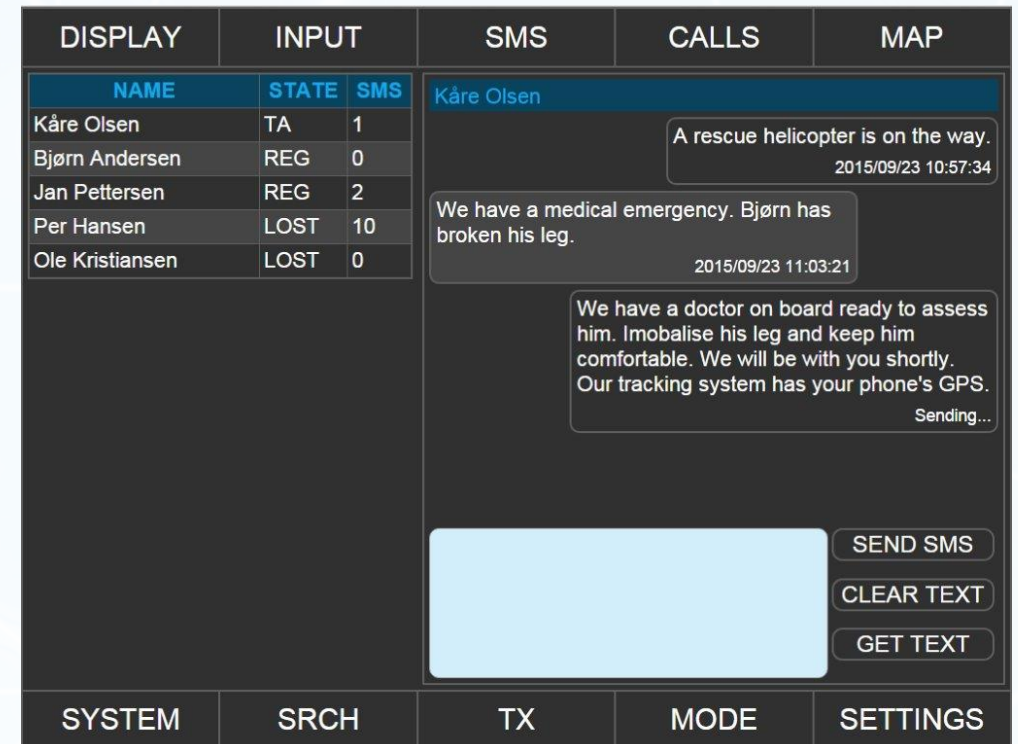 DISPLAY INPUT SMS CALLS MAP
NAME STATE SMS
Kåre Olsen TA 1
Bjørn Andersen REG 0
Jan Pettersen REG 2
Per Hansen LOST 10
Ole Kristiansen LOST 0
Kåre Olsen
A rescue helicopter is on the way.
2015/09/23 10:57:34
We have a medical emergency. Bjørn has
broken his leg.
2015/09/23 11:03:21
We have a doctor on board ready to assess
him. Imobalise his leg and keep him
comfortable. We will be with you shortly.
Our tracking system has your phone's GPS.
Sending...
SEND SMS
CLEAR TEXT
GET TEXT
SYSTEM SRCH TX MODE SETTINGS